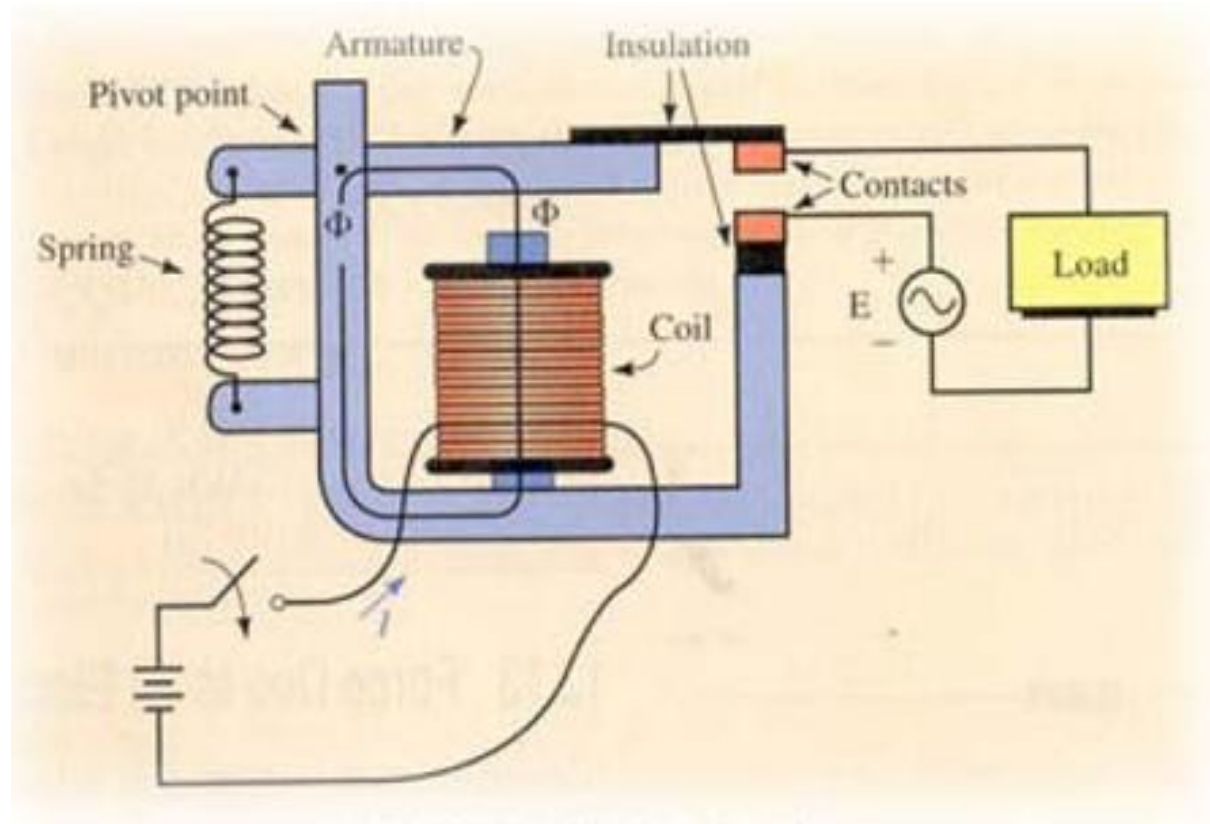 Armature
Insulation
Pivot point
Φ
Φ
Contacts
Spring
+
E
−
Load
Coil
I